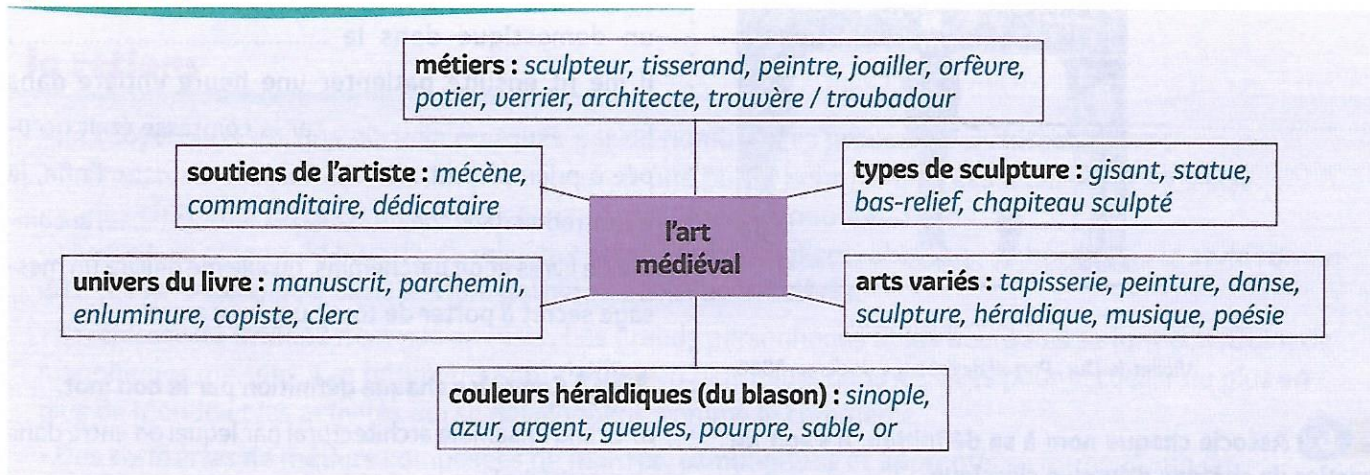 métiers : sculpteur, tisserand, peintre, joailler, orfèvre,
potier, verrier, architecte, trouvère / troubadour
soutiens de l'artiste : mécène,
commanditaire, dédicataire
types de sculpture : gisant, statue,
bas-relief, chapiteau sculpté
l'art
médiéval
univers du livre : manuscrit, parchemin,
enluminure, copiste, clerc
arts variés : tapisserie, peinture, danse,
sculpture, héraldique, musique, poésie
couleurs héraldiques (du blason) : sinople,
azur, argent, gueules, pourpre, sable, or